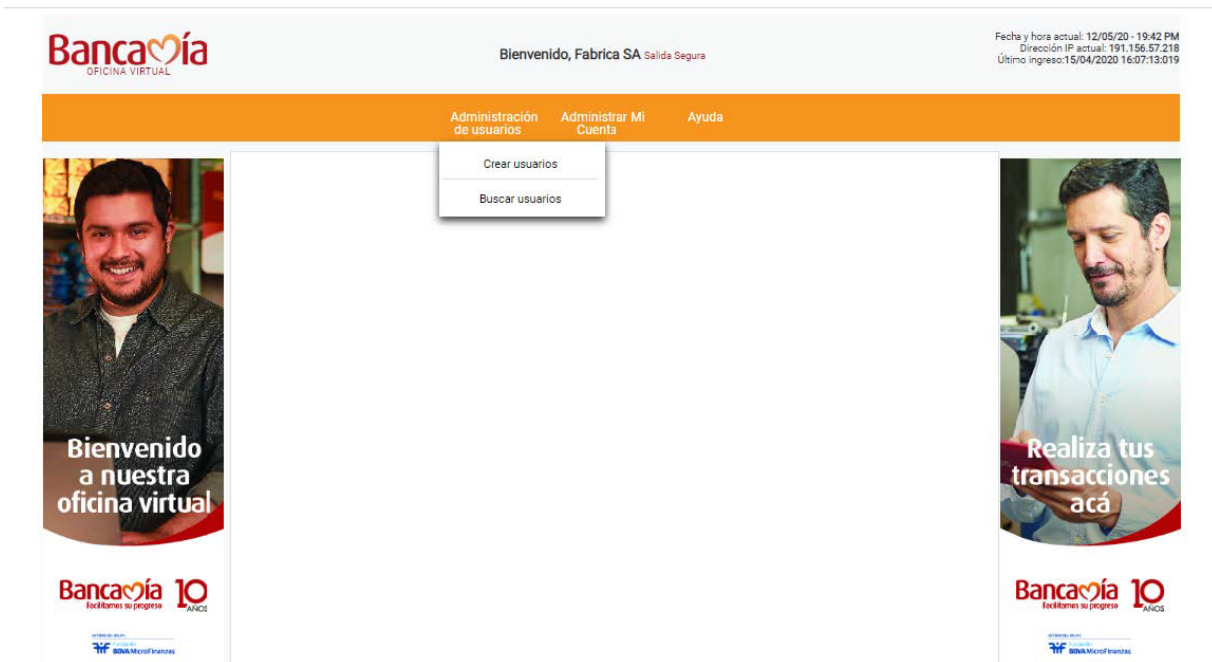 Bancamía
OFICINA VIRTUAL
Bienvenido, Fabrica SA Salida Segura
Fecha y hora actual: 12/05/20 - 19:42 PM
Dirección IP actual: 191.156.57.218
Último ingreso:15/04/2020 16:07:13:019
Administración de usuarios
Administrar Mi Cuenta
Ayuda
Crear usuarios
Buscar usuarios
Bienvenido
a nuestra
oficina virtual
Bancamía 10
Facilitamos su progreso AÑOS
BBVA MicroFinanzas
Realiza tus
transacciones
acá
Bancamía 10
Facilitamos su progreso AÑOS
BBVA MicroFinanzas